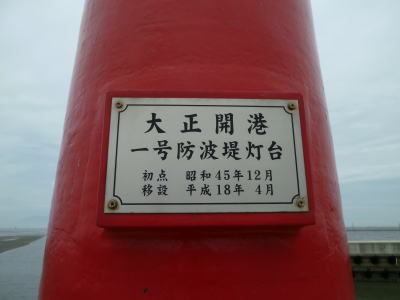 大正開港
一号防波堤灯台
初点 昭和45年12月
移設 平成18年 4月